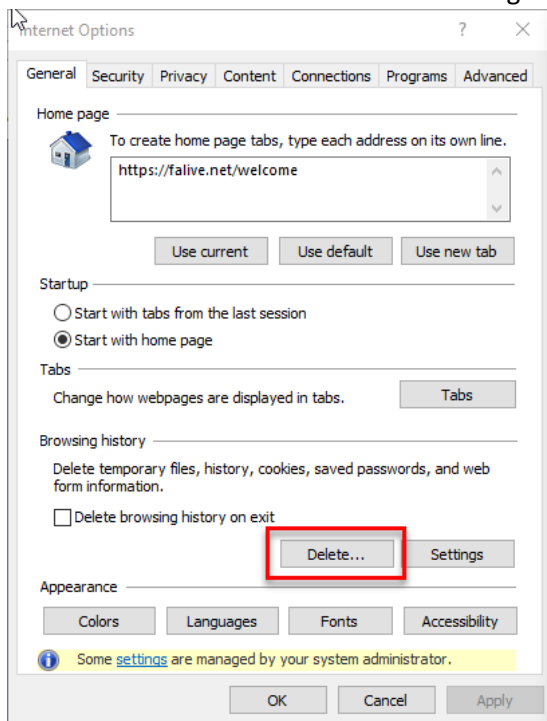 Internet Options ?
General Security Privacy Content Connections Programs Advanced
Home page
To create home page tabs, type each address on its own line.
https://falive.net/welcome
Use current Use default Use new tab
Startup
Start with tabs from the last session
Start with home page
Tabs
Change how webpages are displayed in tabs. Tabs
Browsing history
Delete temporary files, history, cookies, saved passwords, and web
form information.
Delete browsing history on exit
Delete... Settings
Appearance
Colors Languages Fonts Accessibility
Some settings are managed by your system administrator.
OK Cancel Apply